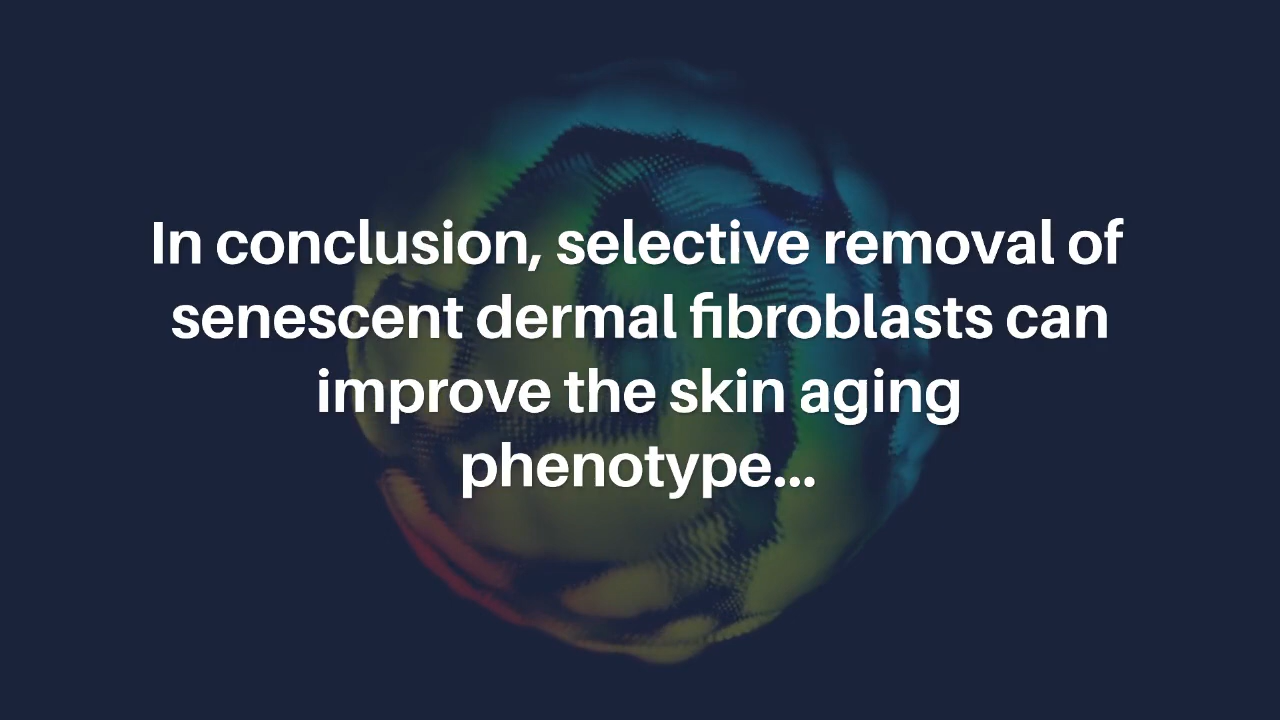 In conclusion, selective removal of
senescent dermal fibroblasts can
improve the skin aging
phenotype...